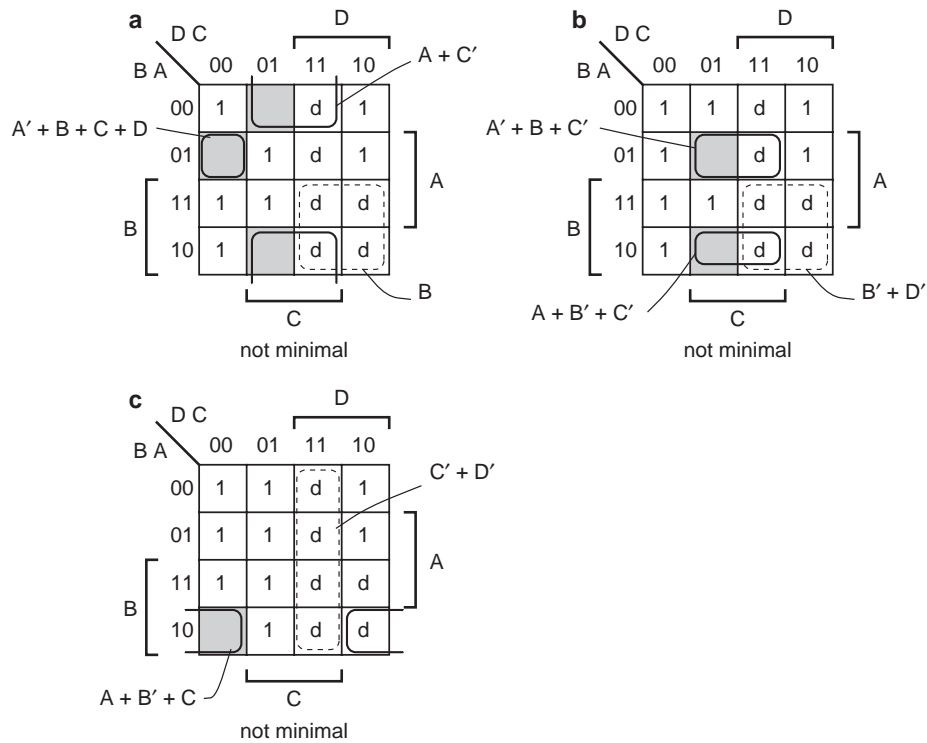 a
D C
D
B A
00 01 11 10
A + C′
00 1 d 1
A′ + B + C + D
01 1 d 1
A
11 1 1 d d
B
10 1 d d
B
C
not minimal
b
D C
D
B A
00 01 11 10
00 1 1 d 1
A′ + B + C′
01 1 d 1
A
11 1 1 d d
B
10 1 d d
B′ + D′
A + B′ + C′
C
not minimal
c
D C
D
B A
00 01 11 10
00 1 1 d 1
C′ + D′
01 1 1 d 1
A
11 1 1 d d
B
10 1 d d
A + B′ + C
C
not minimal